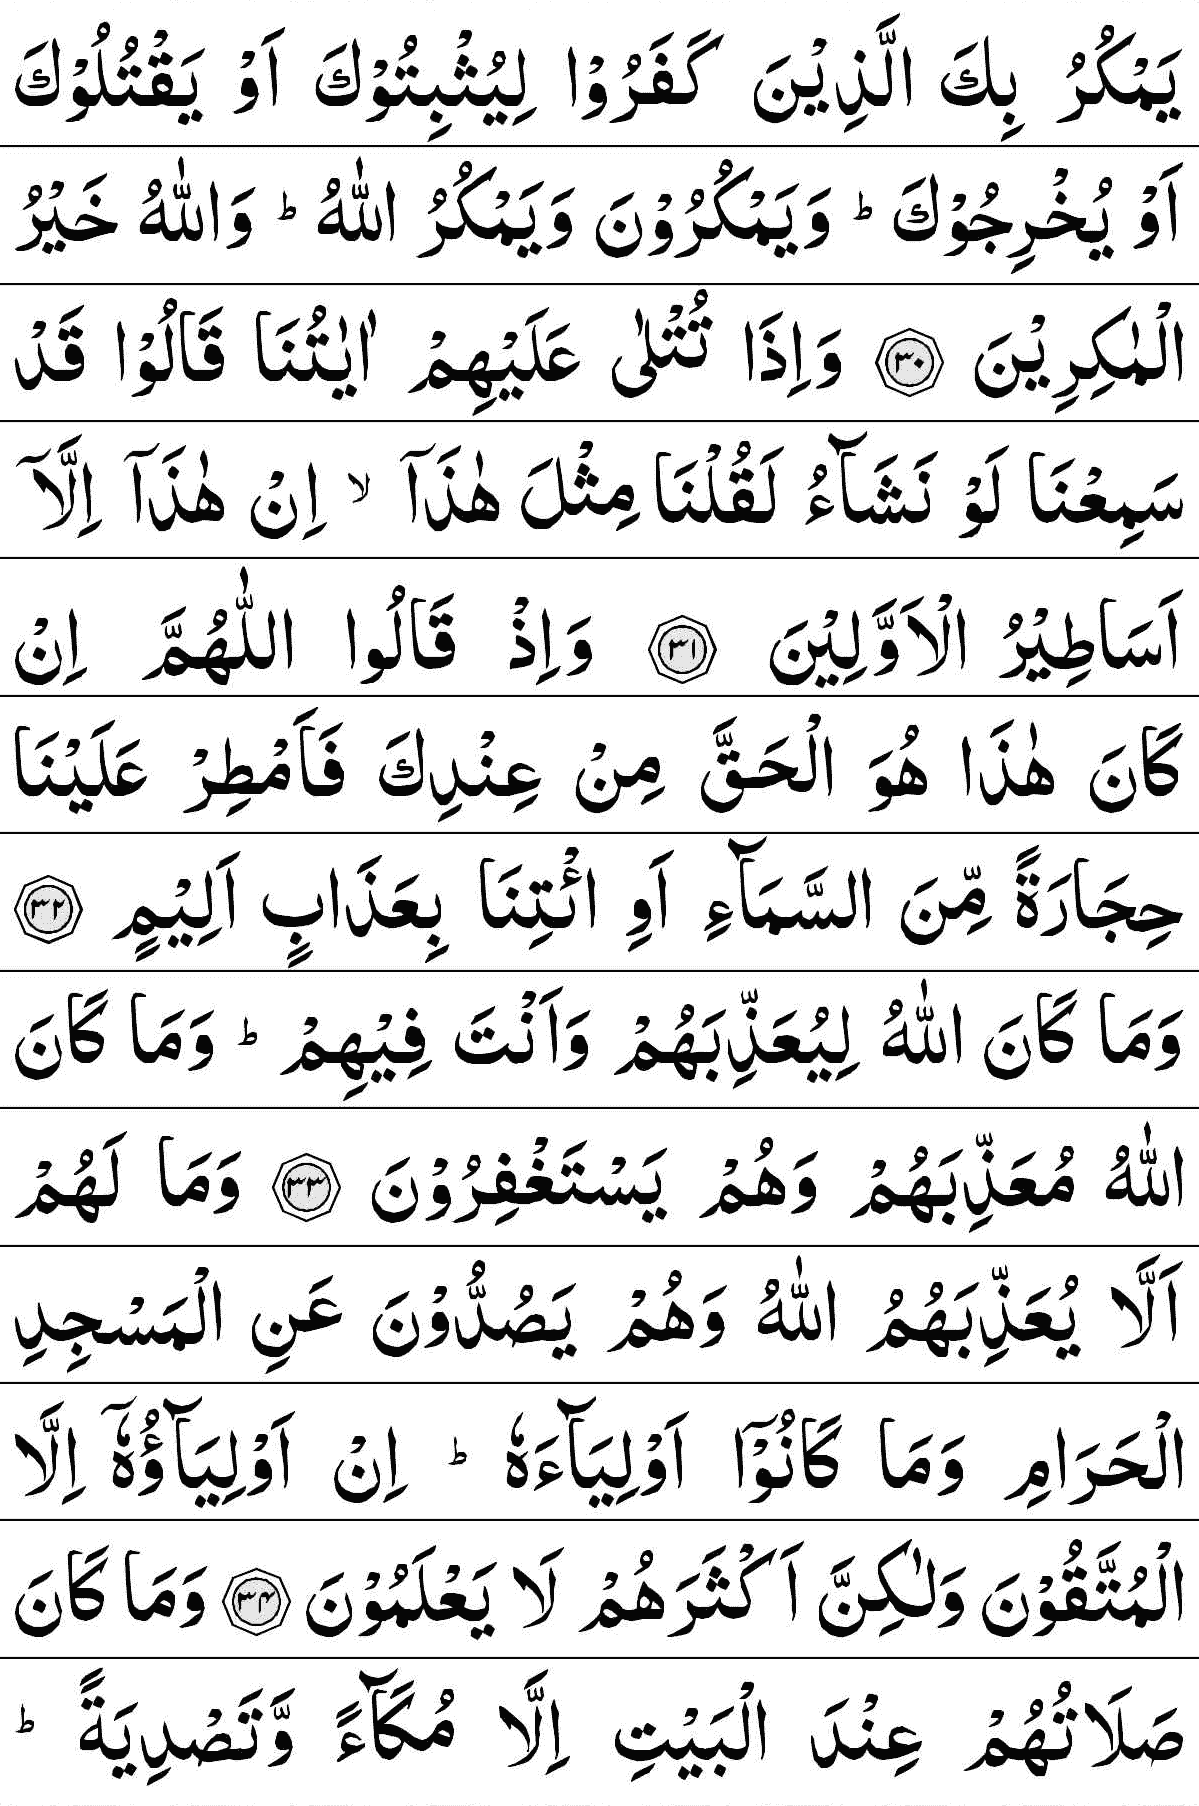 يَمْكُرُ بِكَ الَّذِيْنَ كَفَرُوْا لِيُثْبِتُوْكَ اَوْ يَقْتُلُوْكَ
اَوْ يُخْرِجُوْكَ ؕ وَيَمْكُرُوْنَ وَيَمْكُرُ اللّٰهُ ؕ وَاللّٰهُ خَيْرُ
الْمٰكِرِيْنَ ۝۳۰ وَاِذَا تُتْلٰى عَلَيْهِمْ اٰيٰتُنَا قَالُوْا قَدْ
سَمِعْنَا لَوْ نَشَآءُ لَقُلْنَا مِثْلَ هٰذَآ ۙ اِنْ هٰذَآ اِلَّآ
اَسَاطِيْرُ الْاَوَّلِيْنَ ۝۳۱ وَاِذْ قَالُوا اللّٰهُمَّ اِنْ
كَانَ هٰذَا هُوَ الْحَقَّ مِنْ عِنْدِكَ فَاَمْطِرْ عَلَيْنَا
حِجَارَةً مِّنَ السَّمَآءِ اَوِ ائْتِنَا بِعَذَابٍ اَلِيْمٍ ۝۳۲
وَمَا كَانَ اللّٰهُ لِيُعَذِّبَهُمْ وَاَنْتَ فِيْهِمْ ؕ وَمَا كَانَ
اللّٰهُ مُعَذِّبَهُمْ وَهُمْ يَسْتَغْفِرُوْنَ ۝۳۳ وَمَا لَهُمْ
اَلَّا يُعَذِّبَهُمُ اللّٰهُ وَهُمْ يَصُدُّوْنَ عَنِ الْمَسْجِدِ
الْحَرَامِ وَمَا كَانُوْٓا اَوْلِيَآءَهٗ ؕ اِنْ اَوْلِيَآؤُهٗٓ اِلَّا
الْمُتَّقُوْنَ وَلٰكِنَّ اَكْثَرَهُمْ لَا يَعْلَمُوْنَ ۝۳۴ وَمَا كَانَ
صَلَاتُهُمْ عِنْدَ الْبَيْتِ اِلَّا مُكَآءً وَّتَصْدِيَةً ؕ